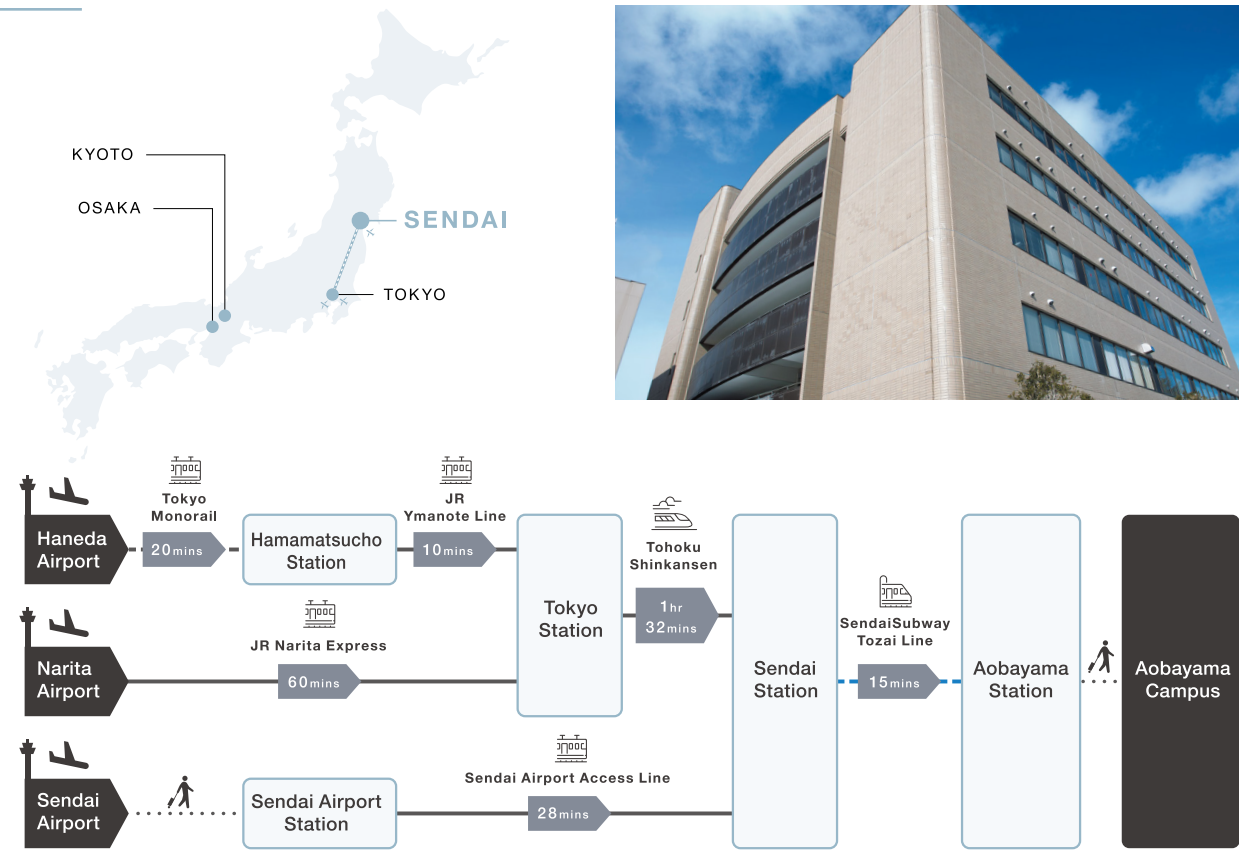 KYOTO
OSAKA
SENDAI
TOKYO
Tokyo
Monorail
JR
Ymanote Line
Haneda
Airport
20mins
Hamamatsucho
Station
10mins
Tohoku
Shinkansen
Tokyo
Station
1hr
32mins
JR Narita Express
Narita
Airport
60mins
SendaiSubway
Tozai Line
Sendai
Station
15mins
Aobayama
Station
Aobayama
Campus
Sendai Airport Access Line
Sendai
Airport
Sendai Airport
Station
28mins